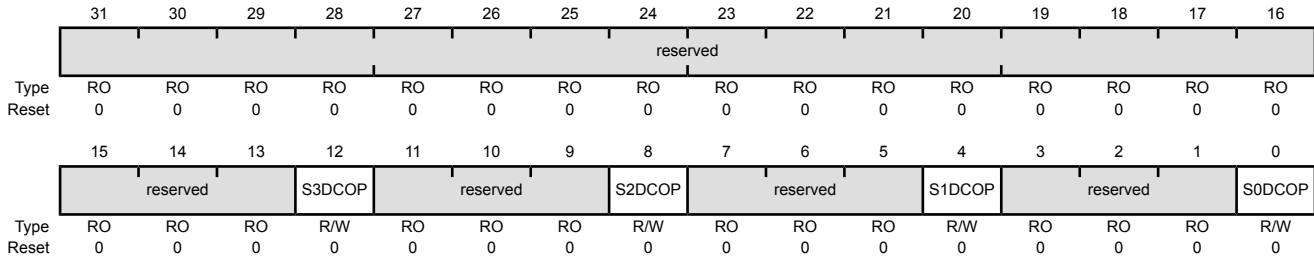 31 30 29 28 27 26 25 24 23 22 21 20 19 18 17 16
reserved
Type RO RO RO RO RO RO RO RO RO RO RO RO RO RO RO RO
Reset 0 0 0 0 0 0 0 0 0 0 0 0 0 0 0 0
15 14 13 12 11 10 9 8 7 6 5 4 3 2 1 0
reserved S3DCOP reserved S2DCOP reserved S1DCOP reserved S0DCOP
Type RO RO RO R/W RO RO RO R/W RO RO RO R/W RO RO RO R/W
Reset 0 0 0 0 0 0 0 0 0 0 0 0 0 0 0 0